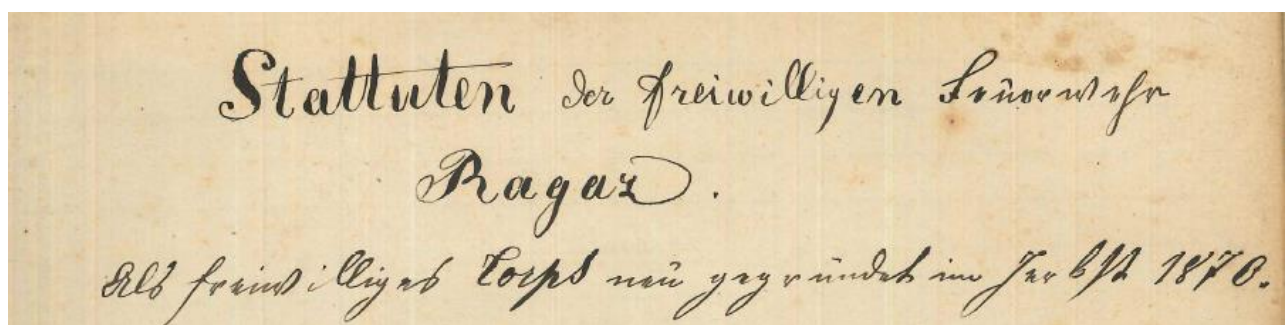 Stattuten der freiwilligen Feuerwehr
Ragaz.
Als freiwilliges Corps neu gegründet im Herbst 1870.